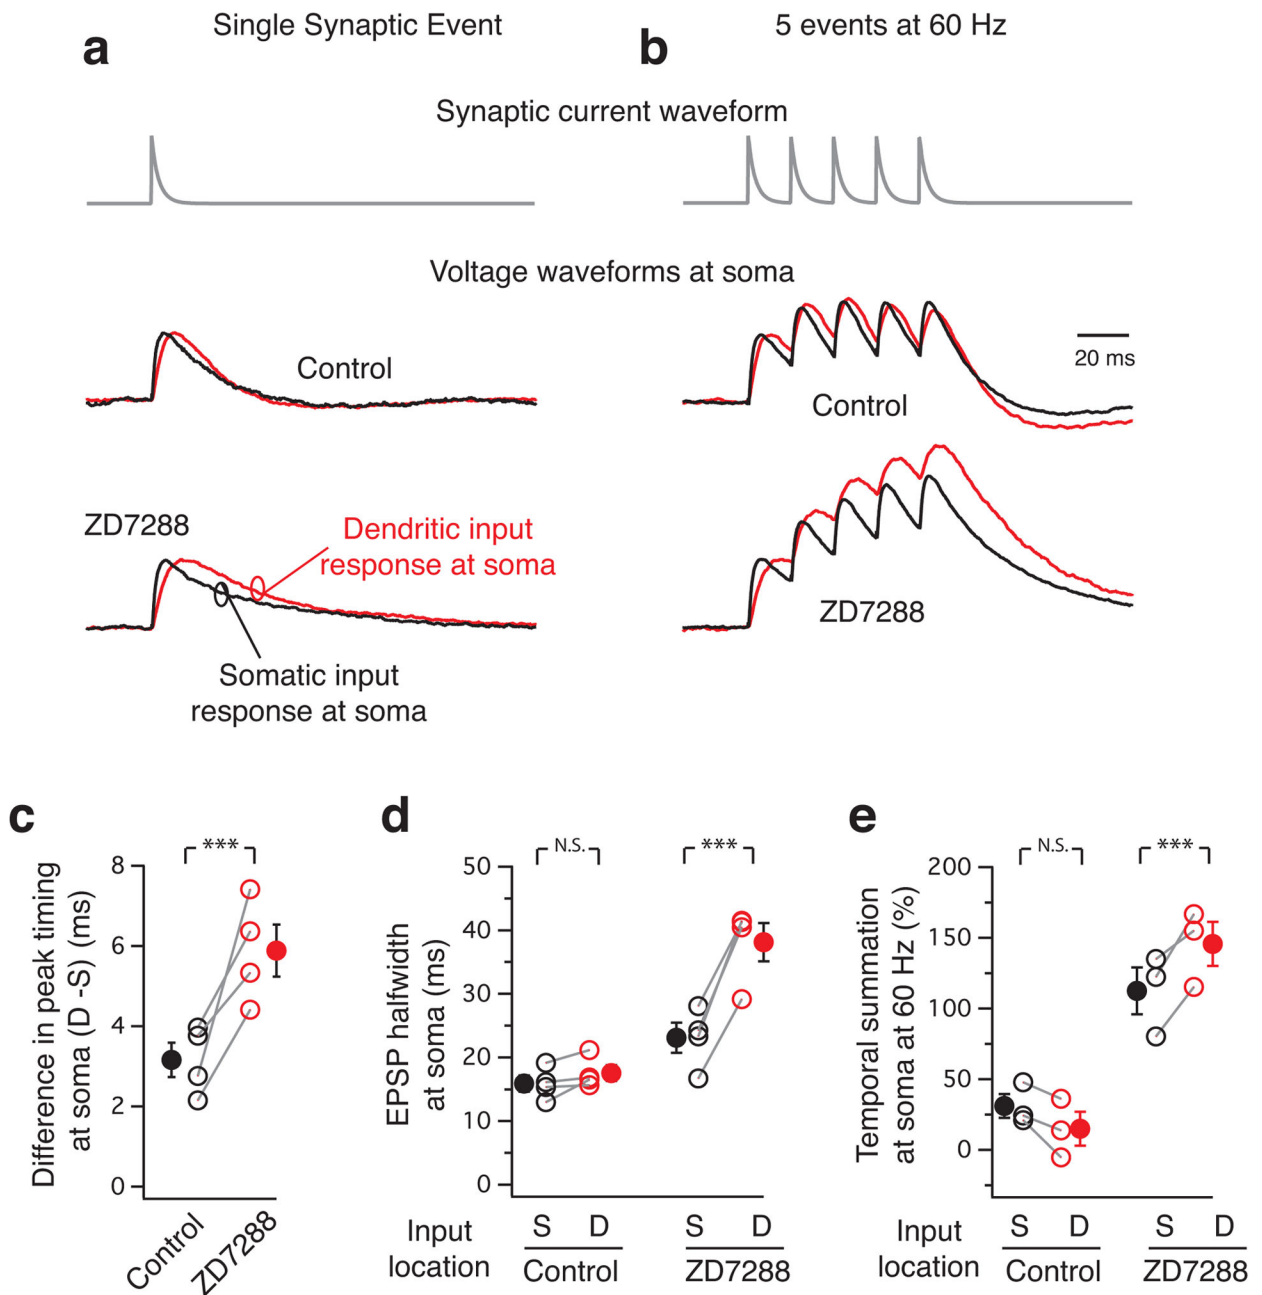 Single Synaptic Event
5 events at 60 Hz
a
b
Synaptic current waveform
Voltage waveforms at soma
Control
20 ms
Control
ZD7288
Dendritic input
response at soma
ZD7288
Somatic input
response at soma
c
Difference in peak timing
at soma (D -S) (ms)
8
6
4
2
0
***
Control
ZD7288
d
EPSP halfwidth
at soma (ms)
50
40
30
20
10
0
N.S.
***
Input
location
S D S D
Control ZD7288
e
Temporal summation
at soma at 60 Hz (%)
200
150
100
50
0
N.S.
***
Input
location
S D S D
Control ZD7288